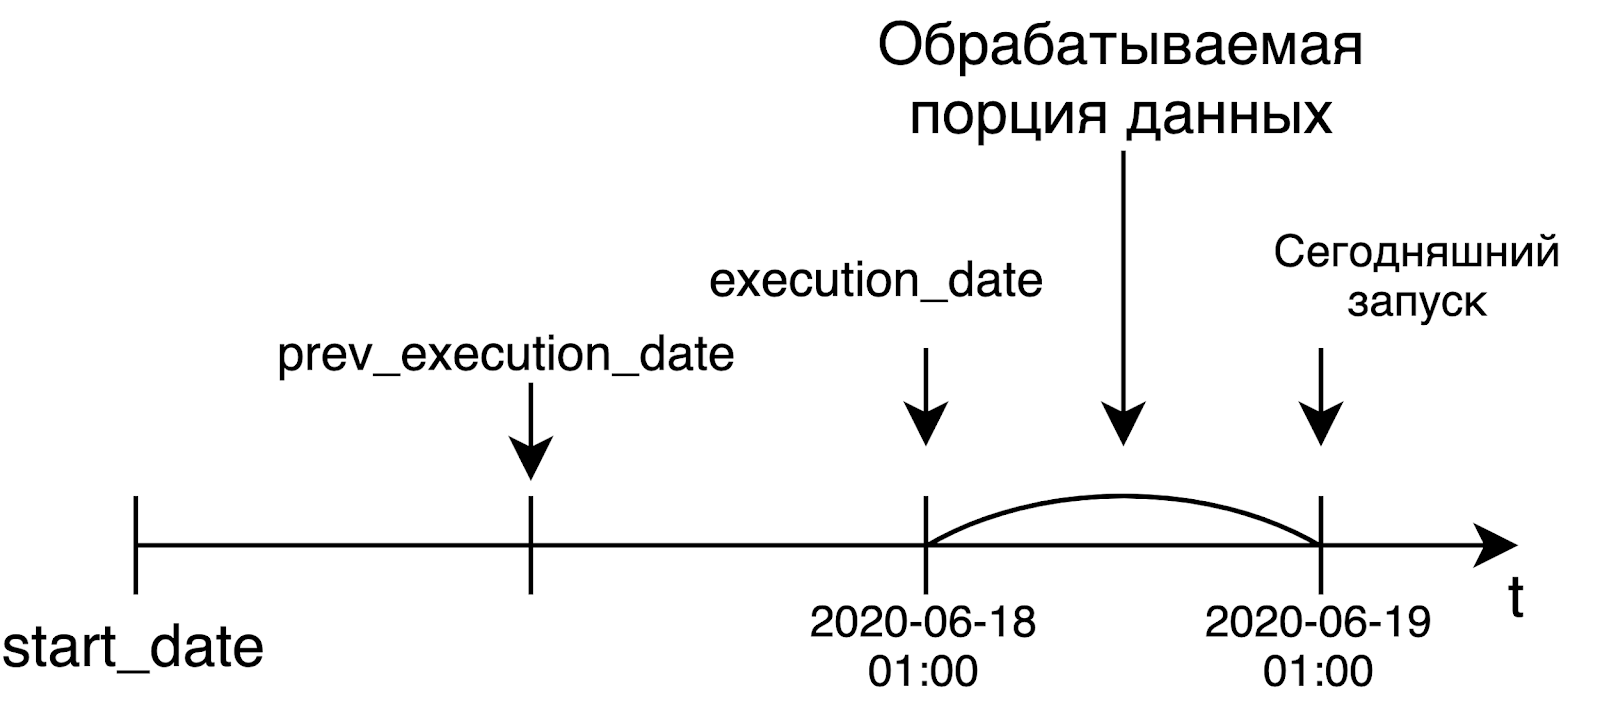 Обрабатываемая
порция данных
execution_date
Сегодняшний
запуск
prev_execution_date
t
start_date
2020-06-18
01:00
2020-06-19
01:00